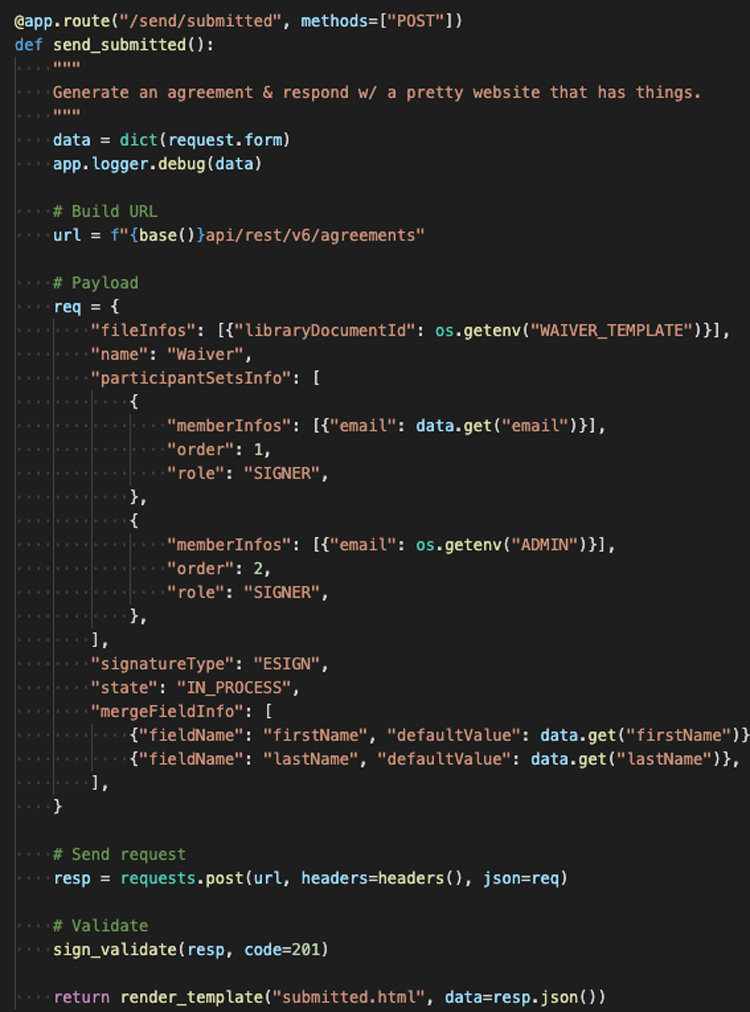 @app.route("/send/submitted", methods=["POST"])
def send_submitted():
    """
    Generate an agreement & respond w/ a pretty website that has things.
    """
    data = dict(request.form)
    app.logger.debug(data)

    # Build URL
    url = f"{base()}api/rest/v6/agreements"

    # Payload
    req = {
        "fileInfos": [{"libraryDocumentId": os.getenv("WAIVER_TEMPLATE")}],
        "name": "Waiver",
        "participantSetsInfo": [
            {
                "memberInfos": [{"email": data.get("email")}],
                "order": 1,
                "role": "SIGNER",
            },
            {
                "memberInfos": [{"email": os.getenv("ADMIN")}],
                "order": 2,
                "role": "SIGNER",
            },
        ],
        "signatureType": "ESIGN",
        "state": "IN_PROCESS",
        "mergeFieldInfo": [
            {"fieldName": "firstName", "defaultValue": data.get("firstName")}
            {"fieldName": "lastName", "defaultValue": data.get("lastName")},
        ],
    }

    # Send request
    resp = requests.post(url, headers=headers(), json=req)

    # Validate
    sign_validate(resp, code=201)

    return render_template("submitted.html", data=resp.json())